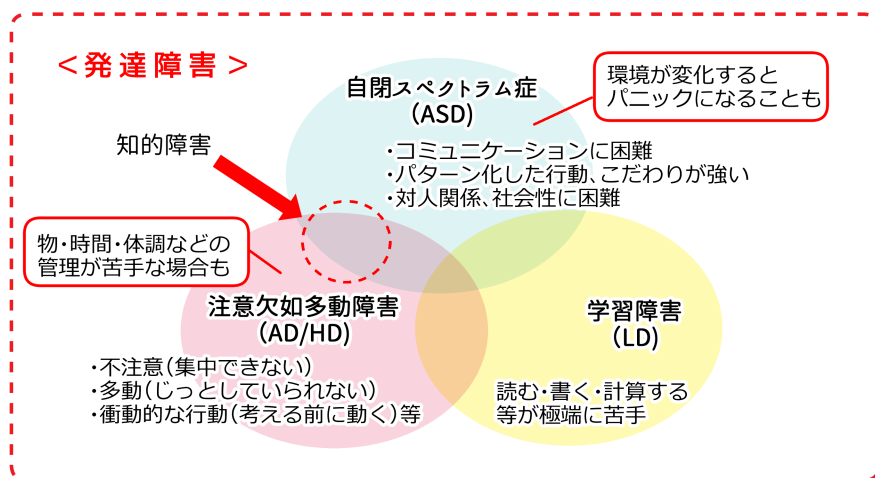 <発達障害>
自閉スペクトラム症
(ASD)
環境が変化すると
パニックになることも
知的障害
・コミュニケーションに困難
・パターン化した行動、こだわりが強い
・対人関係、社会性に困難
物・時間・体調などの
管理が苦手な場合も
注意欠如多動障害
(AD/HD)
・不注意(集中できない)
・多動(じっとしていられない)
・衝動的な行動(考える前に動く)等
学習障害
(LD)
読む・書く・計算する
等が極端に苦手